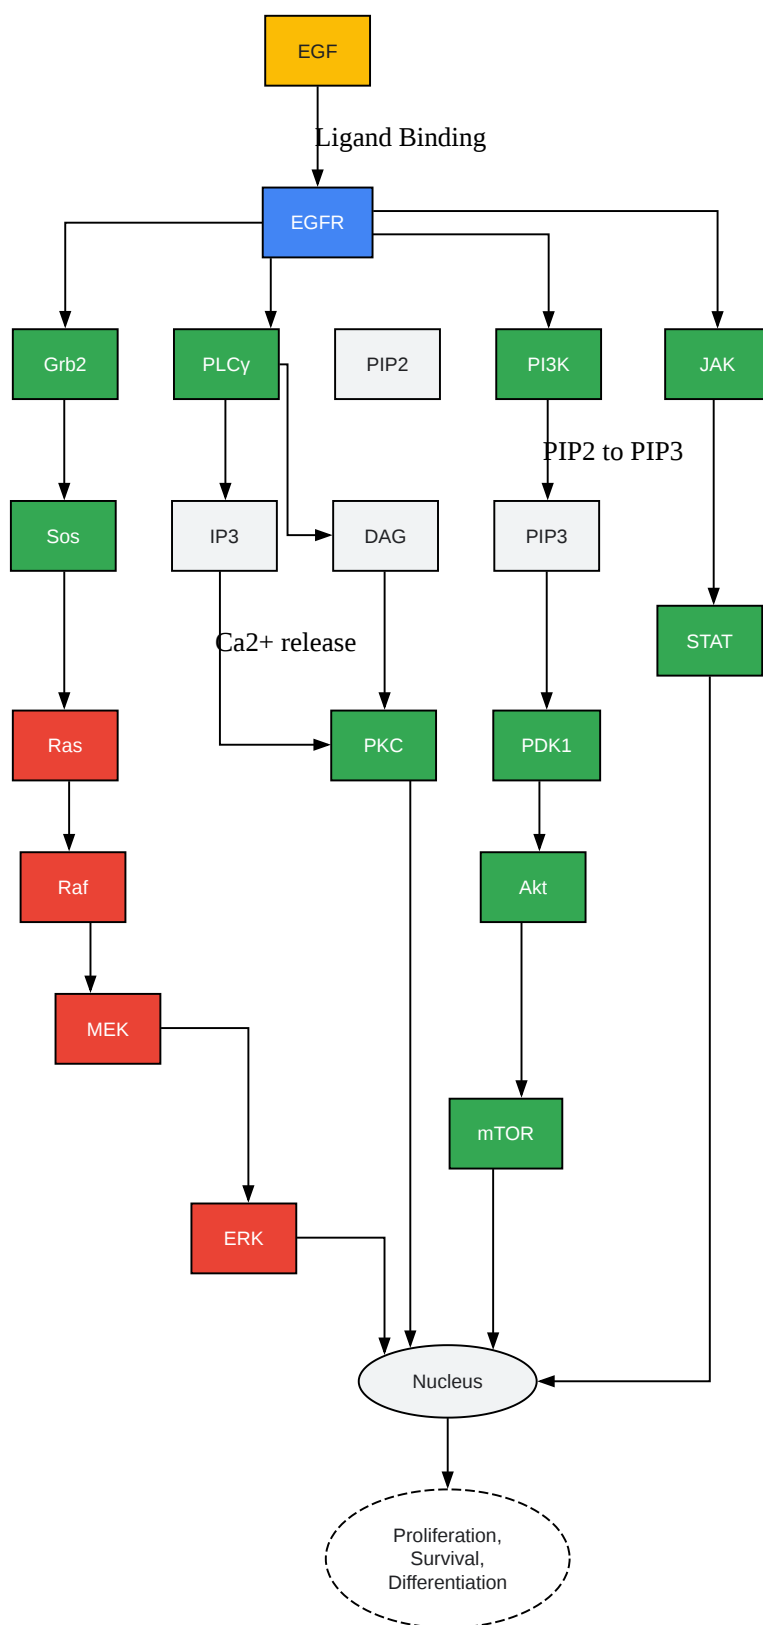 EGF
Ligand Binding
EGFR
Grb2
PLCγ
PIP2
PI3K
JAK
PIP2 to PIP3
Sos
IP3
DAG
PIP3
Ca2+ release
STAT
Ras
PKC
PDK1
Raf
Akt
MEK
mTOR
ERK
Nucleus
Proliferation,
Survival,
Differentiation